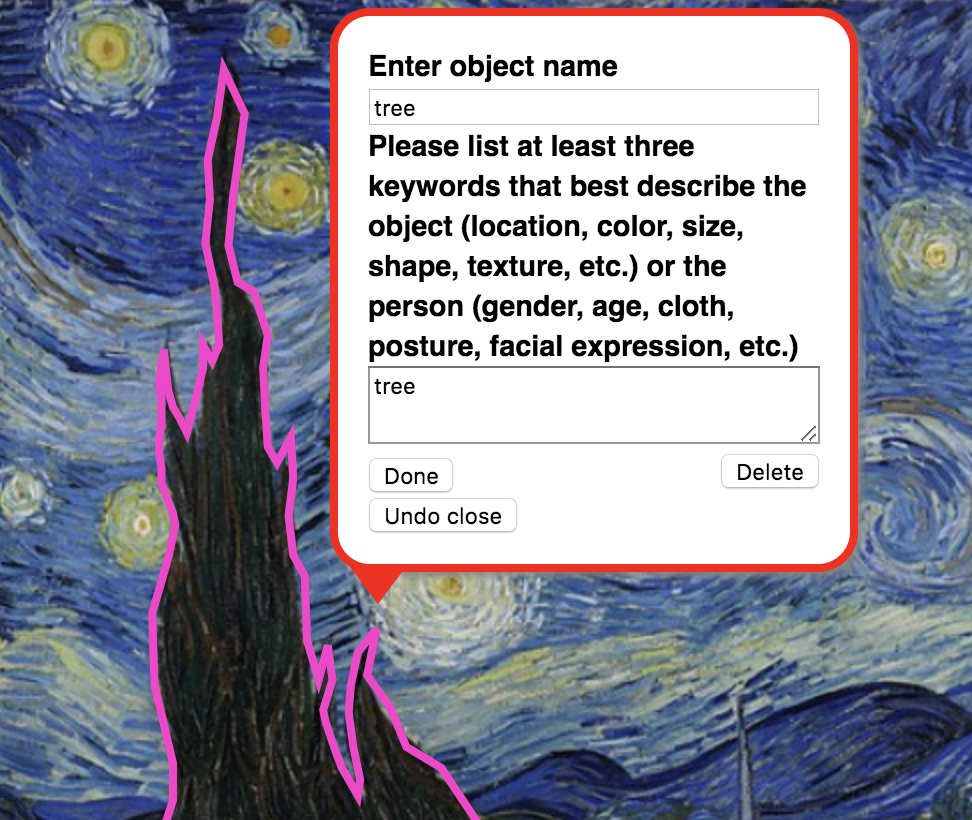 Enter object name
tree
Please list at least three
keywords that best describe the
object (location, color, size,
shape, texture, etc.) or the
person (gender, age, cloth,
posture, facial expression, etc.)
tree
Done
Delete
Undo close